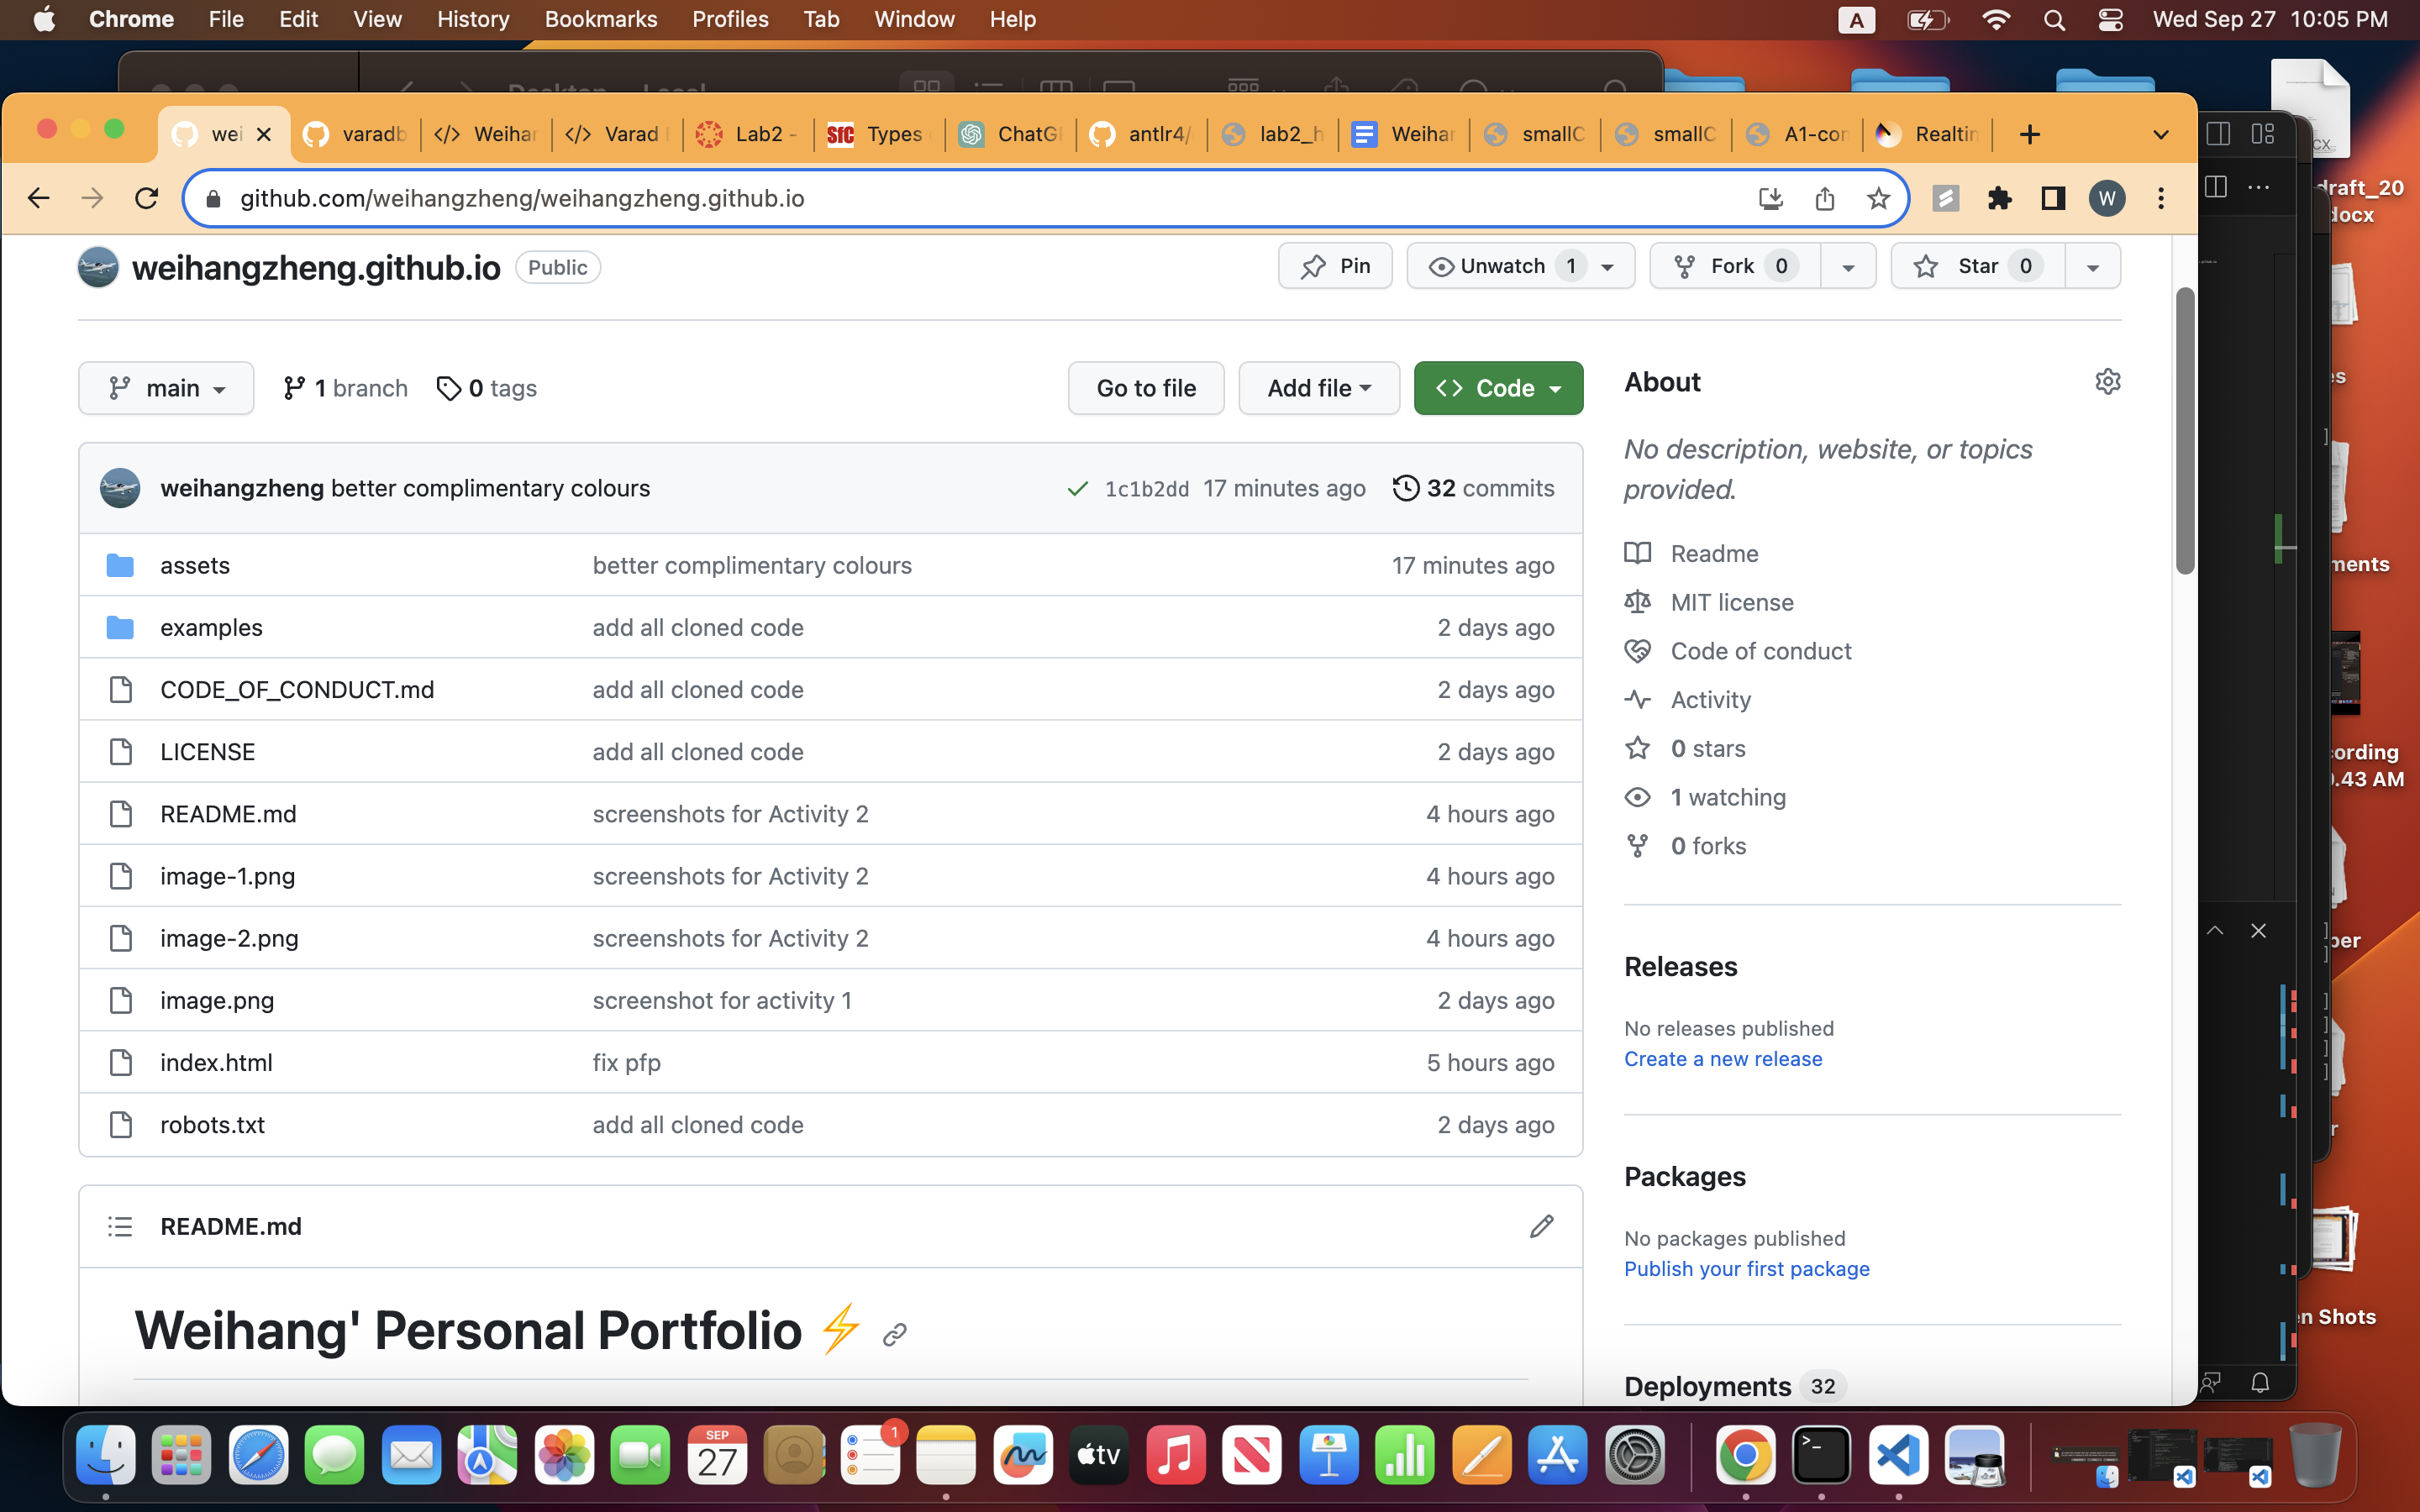 Chrome File Edit View History Bookmarks Profiles Tab Window Help A Wed Sep 27 10:05 PM
Desktop — Local
wei varadb Weihar Varad Lab2 - Types ChatG antlr4/ lab2_h Weihar smallC smallC A1-cor Realtin
github.com/weihangzheng/weihangzheng.github.io W
weihangzheng.github.io Public Pin Unwatch 1 Fork 0 Star 0
main 1 branch 0 tags Go to file Add file Code
weihangzheng better complimentary colours 1c1b2dd 17 minutes ago 32 commits
assets better complimentary colours 17 minutes ago
examples add all cloned code 2 days ago
CODE_OF_CONDUCT.md add all cloned code 2 days ago
LICENSE add all cloned code 2 days ago
README.md screenshots for Activity 2 4 hours ago
image-1.png screenshots for Activity 2 4 hours ago
image-2.png screenshots for Activity 2 4 hours ago
image.png screenshot for activity 1 2 days ago
index.html fix pfp 5 hours ago
robots.txt add all cloned code 2 days ago
README.md
Weihang' Personal Portfolio ⚡
About
No description, website, or topics
provided.
Readme
MIT license
Code of conduct
Activity
0 stars
1 watching
0 forks
Releases
No releases published
Create a new release
Packages
No packages published
Publish your first package
Deployments 32
CX
draft_20
docx
es
ments
cording
.43 AM
ber
r
en Shots
SEP
27
1
tv